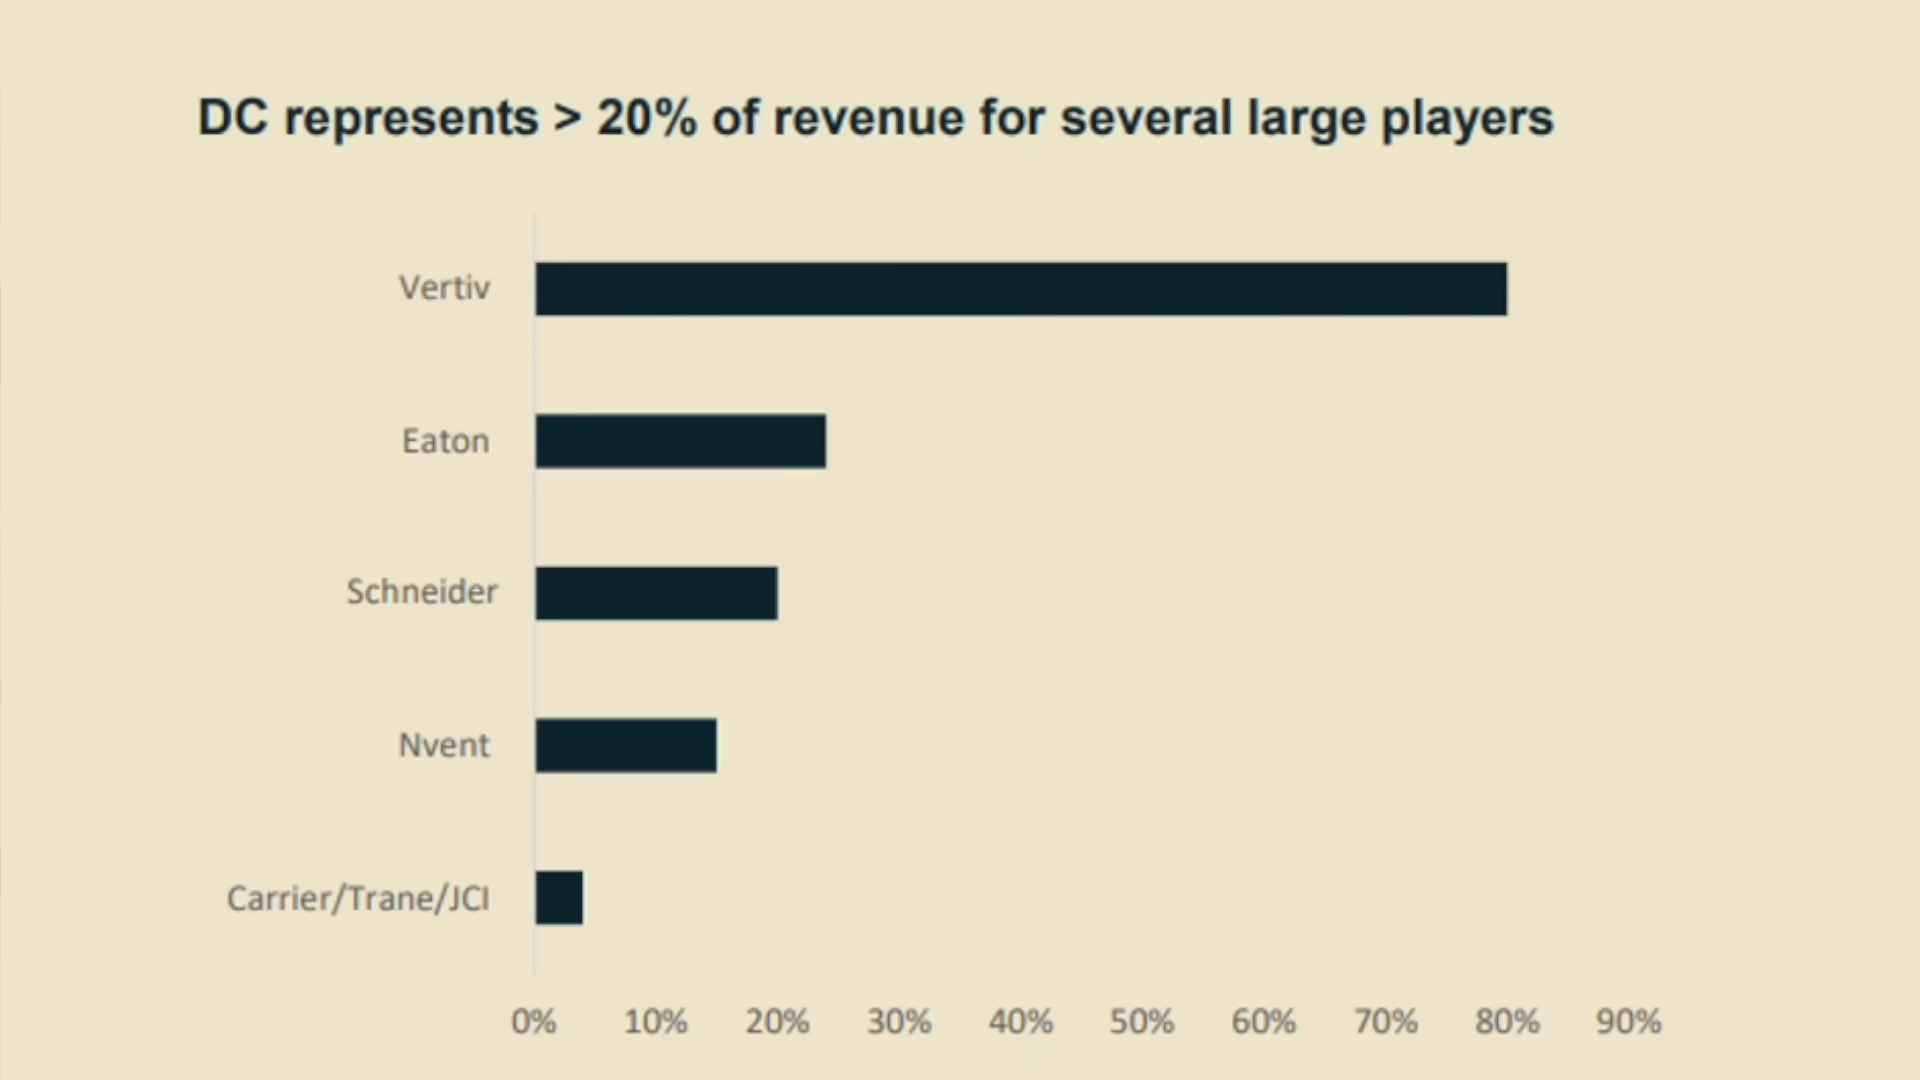 DC represents > 20% of revenue for several large players
Vertiv
Eaton
Schneider
Nvent
Carrier/Trane/JCI
0% 10% 20% 30% 40% 50% 60% 70% 80% 90%